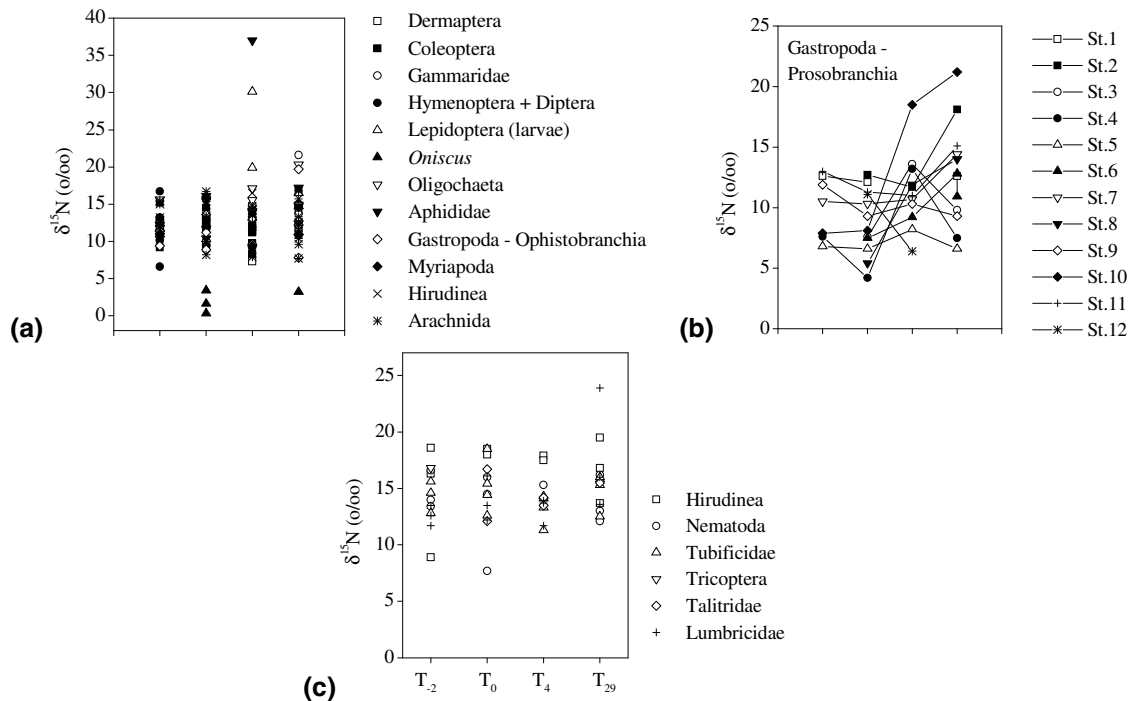 40
35
30
25
20
15
10
5
0
δ¹⁵N (o/oo)
(a)
Dermaptera
Coleoptera
Gammaridae
Hymenoptera + Diptera
Lepidoptera (larvae)
Oniscus
Oligochaeta
Aphididae
Gastropoda - Ophistobranchia
Myriapoda
Hirudinea
Arachnida
25
20
15
10
5
0
δ¹⁵N (o/oo)
(b)
Gastropoda -
Prosobranchia
St.1
St.2
St.3
St.4
St.5
St.6
St.7
St.8
St.9
St.10
St.11
St.12
25
20
15
10
5
0
δ¹⁵N (o/oo)
(c)
T₋₂ T₀ T₄ T₂₉
Hirudinea
Nematoda
Tubificidae
Tricoptera
Talitridae
Lumbricidae